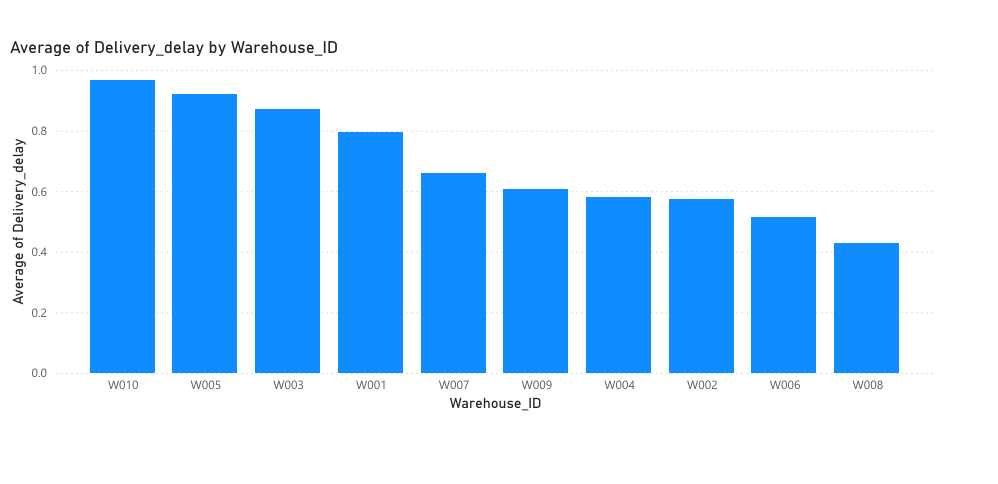 Average of Delivery_delay by Warehouse_ID
1.0
0.8
0.6
0.4
0.2
0.0
Average of Delivery_delay
W010 W005 W003 W001 W007 W009 W004 W002 W006 W008
Warehouse_ID